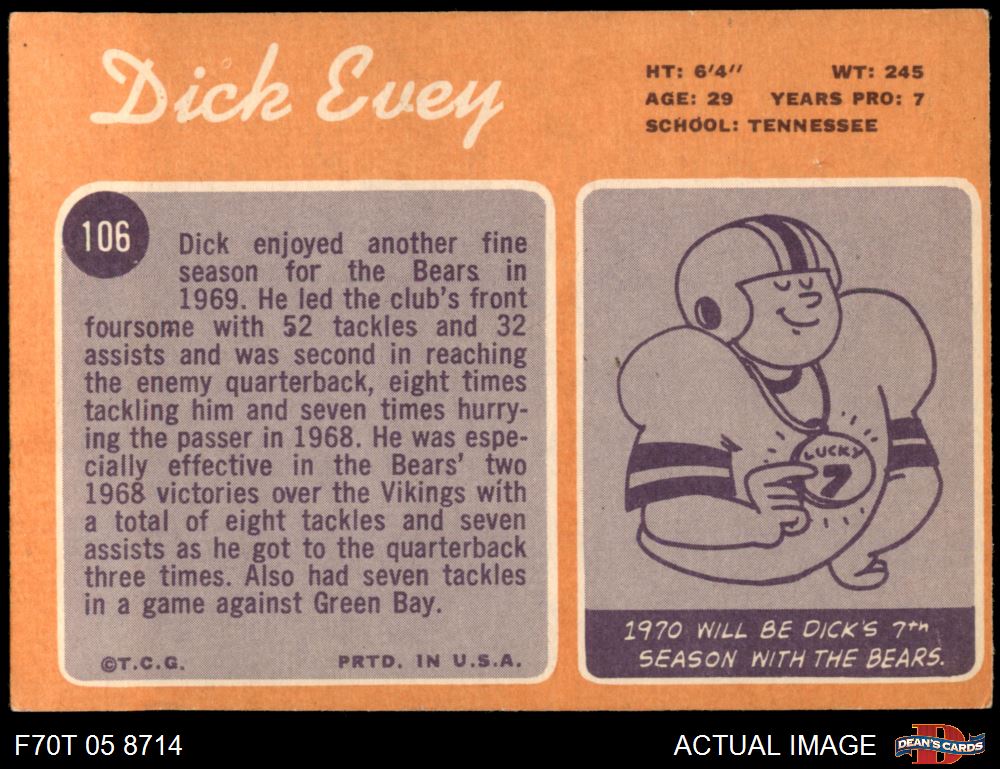 Dick Evey
HT: 6'4'' WT: 245
AGE: 29 YEARS PRO: 7
SCHOOL: TENNESSEE
106
Dick enjoyed another fine
season for the Bears in
1969. He led the club's front
foursome with 52 tackles and 32
assists and was second in reaching
the enemy quarterback, eight times
tackling him and seven times hurry-
ing the passer in 1968. He was espe-
cially effective in the Bears' two
1968 victories over the Vikings with
a total of eight tackles and seven
assists as he got to the quarterback
three times. Also had seven tackles
in a game against Green Bay.
©T.C.G. PRTD. IN U.S.A.
LUCKY
7
1970 WILL BE DICK'S 7th
SEASON WITH THE BEARS.
F70T 05 8714
ACTUAL IMAGE
D
DEAN'S CARDS